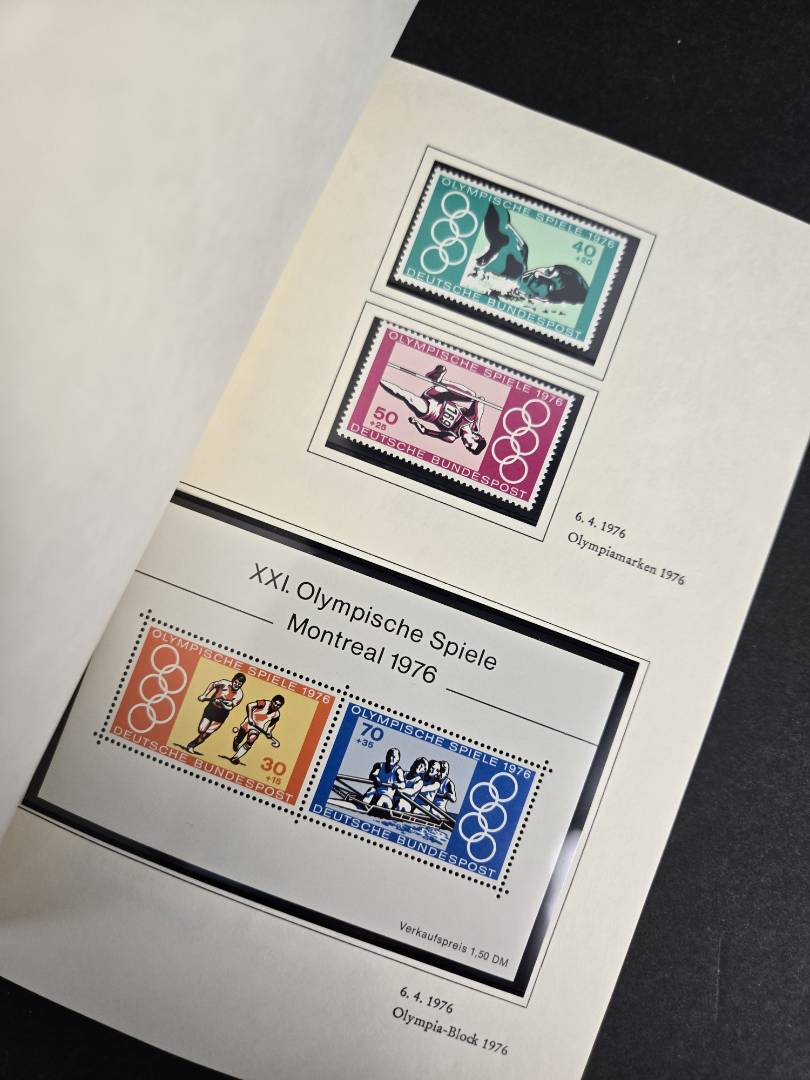 OLYMPISCHE SPIELE 1976
40
+20
DEUTSCHE BUNDESPOST
OLYMPISCHE SPIELE 1976
169
50
+25
DEUTSCHE BUNDESPOST
6. 4. 1976
Olympiamarken 1976
XXI. Olympische Spiele
Montreal 1976
OLYMPISCHE SPIELE 1976
30
+15
DEUTSCHE BUNDESPOST
OLYMPISCHE SPIELE 1976
70
+35
DEUTSCHE BUNDESPOST
Verkaufspreis 1,50 DM
6. 4. 1976
Olympia-Block 1976